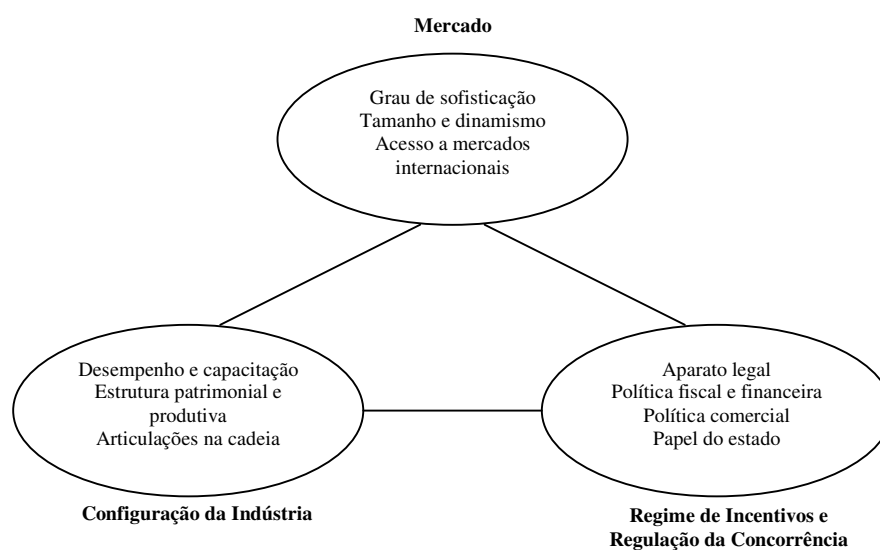 Mercado
Grau de sofisticação
Tamanho e dinamismo
Acesso a mercados
internacionais
Desempenho e capacitação
Estrutura patrimonial e
produtiva
Articulações na cadeia
Configuração da Indústria
Aparato legal
Política fiscal e financeira
Política comercial
Papel do estado
Regime de Incentivos e
Regulação da Concorrência